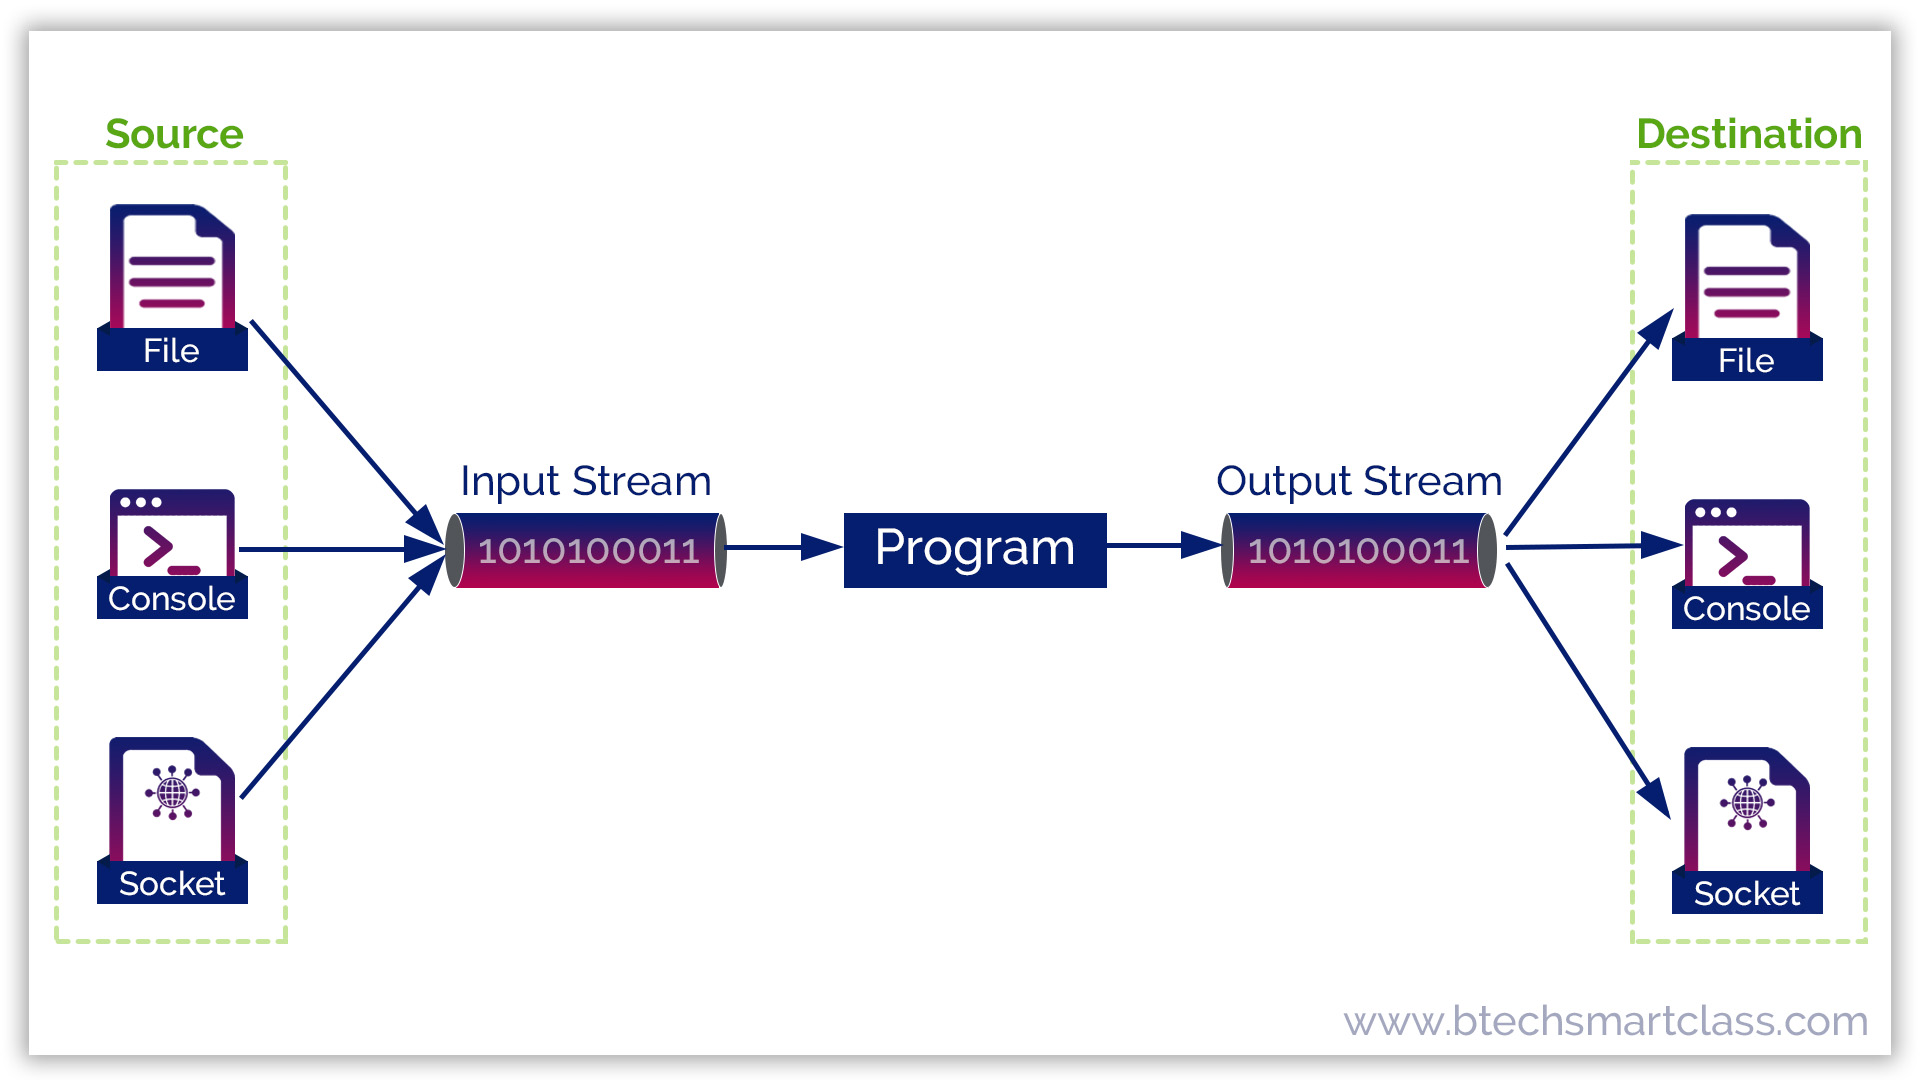 Source
File
Console
Socket
Input Stream
1010100011
Program
Output Stream
1010100011
Destination
File
Console
Socket
www.btechsmartclass.com